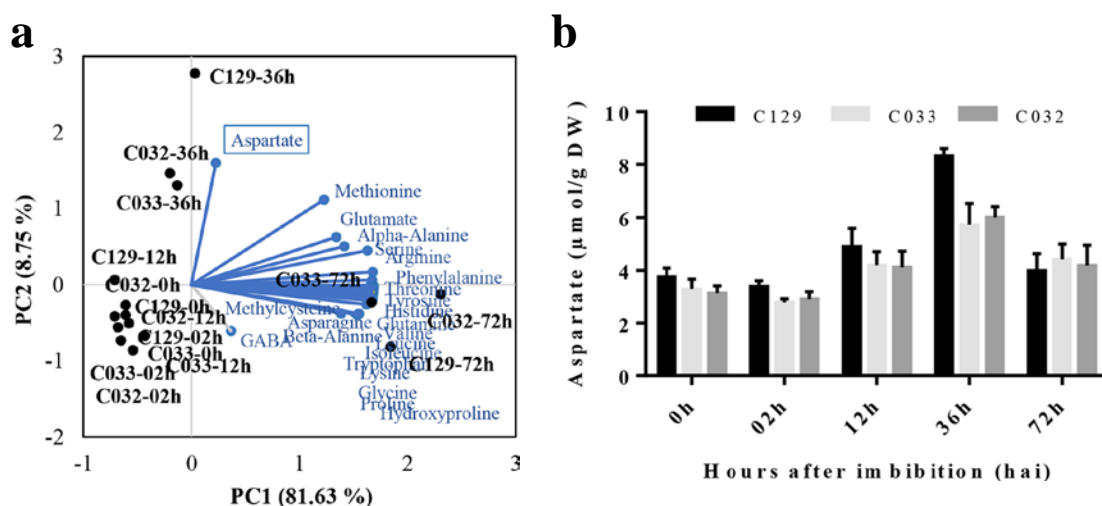 a
3
2
1
0
-1
-2
PC2 (8.75 %)
C129-36h
Aspartate
C032-36h
C033-36h
Methionine
Glutamate
Alpha-Alanine
Serine
Arginine
C129-12h
C032-0h
C033-72h
Phenylalanine
Threonine
Tyrosine
C129-0h
Methylcysteine
Histidine
C032-72h
C032-12h
Asparagine
Glutamine
C129-02h
GABA
Beta-Alanine
Valine
Leucine
C033-0h
Isoleucine
C033-12h
Tryptophan
C129-72h
C033-02h
Lysine
C032-02h
Glycine
Proline
Hydroxyproline
-1
0
1
2
3
PC1 (81.63 %)
b
C129
C033
C032
10
8
6
4
2
0
Aspartate (µmol/g DW)
0h
02h
12h
36h
72h
Hours after imbibition (hai)